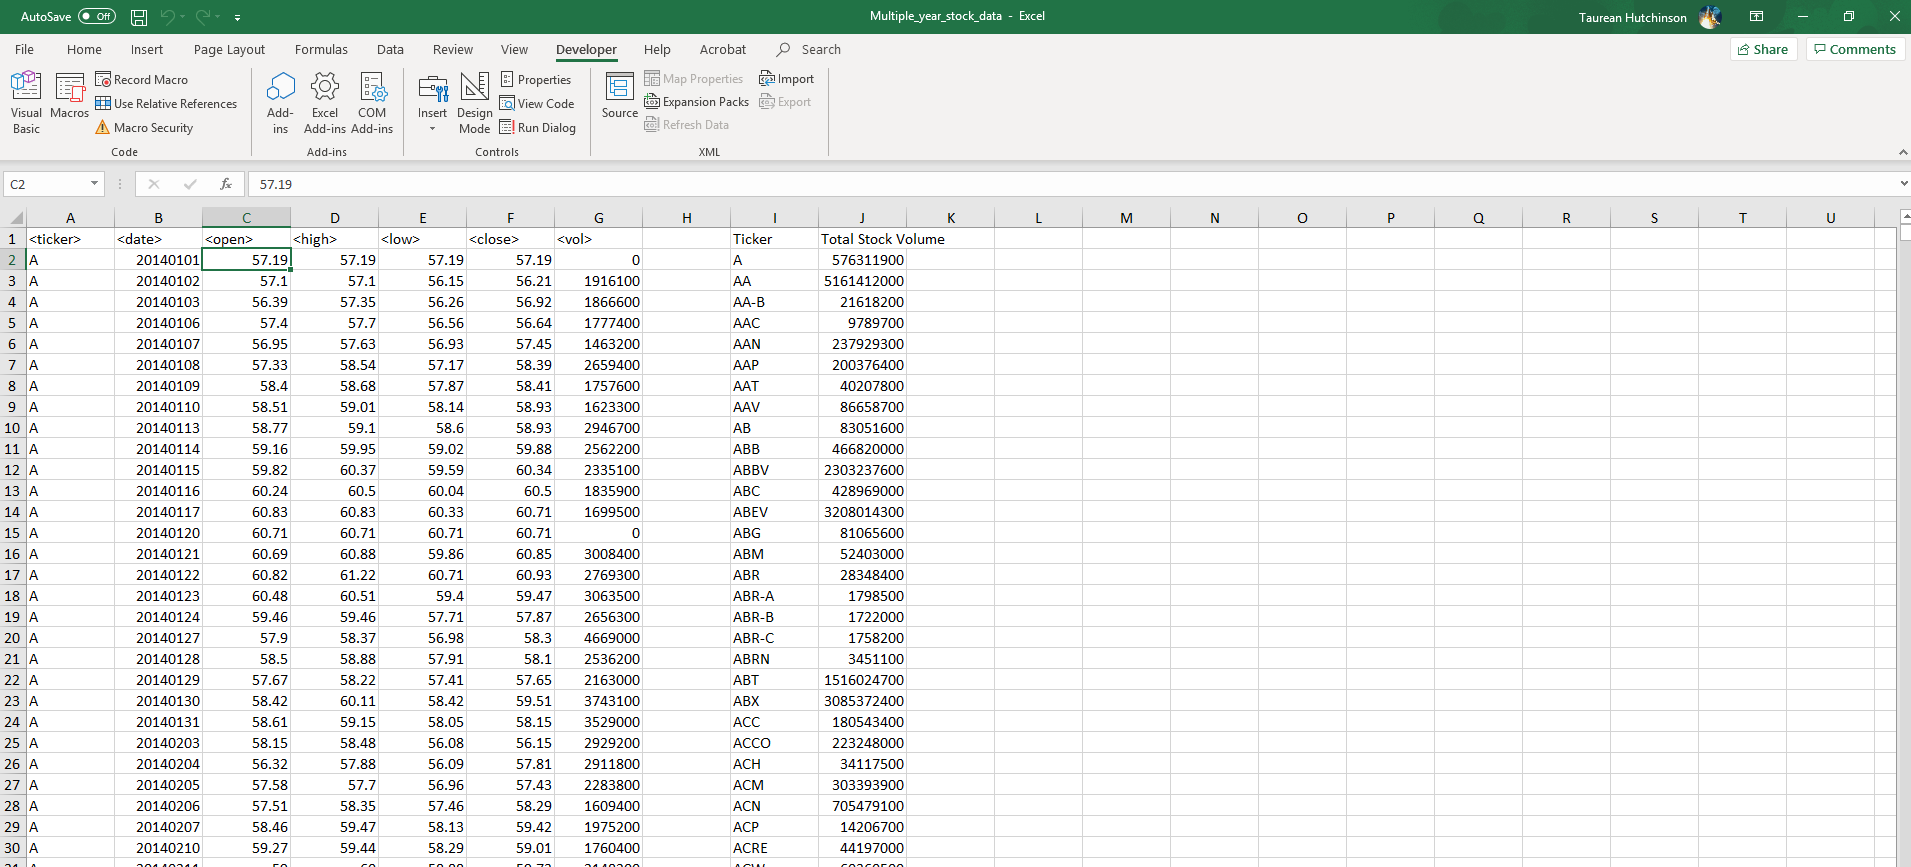 AutoSave Off Multiple_year_stock_data - Excel Taurean Hutchinson
File Home Insert Page Layout Formulas Data Review View Developer Help Acrobat Search Share Comments
Visual Basic
Macros
Record Macro
Use Relative References
Macro Security
Code
Add-ins
Excel Add-ins
COM Add-ins
Add-ins
Insert
Design Mode
Properties
View Code
Run Dialog
Controls
Source
Map Properties
Expansion Packs
Refresh Data
Import
Export
XML
C2 fx 57.19
A B C D E F G H I J K L M N O P Q R S T U
1 <ticker> <date> <open> <high> <low> <close> <vol> Ticker Total Stock Volume
2 A 20140101 57.19 57.19 57.19 57.19 0 A 576311900
3 A 20140102 57.1 57.1 56.15 56.21 1916100 AA 5161412000
4 A 20140103 56.39 57.35 56.26 56.92 1866600 AA-B 21618200
5 A 20140106 57.4 57.7 56.56 56.64 1777400 AAC 9789700
6 A 20140107 56.95 57.63 56.93 57.45 1463200 AAN 237929300
7 A 20140108 57.33 58.54 57.17 58.39 2659400 AAP 200376400
8 A 20140109 58.4 58.68 57.87 58.41 1757600 AAT 40207800
9 A 20140110 58.51 59.01 58.14 58.93 1623300 AAV 86658700
10 A 20140113 58.77 59.1 58.6 58.93 2946700 AB 83051600
11 A 20140114 59.16 59.95 59.02 59.88 2562200 ABB 466820000
12 A 20140115 59.82 60.37 59.59 60.34 2335100 ABBV 2303237600
13 A 20140116 60.24 60.5 60.04 60.5 1835900 ABC 428969000
14 A 20140117 60.83 60.83 60.33 60.71 1699500 ABEV 3208014300
15 A 20140120 60.71 60.71 60.71 60.71 0 ABG 81065600
16 A 20140121 60.69 60.88 59.86 60.85 3008400 ABM 52403000
17 A 20140122 60.82 61.22 60.71 60.93 2769300 ABR 28348400
18 A 20140123 60.48 60.51 59.4 59.47 3063500 ABR-A 1798500
19 A 20140124 59.46 59.46 57.71 57.87 2656300 ABR-B 1722000
20 A 20140127 57.9 58.37 56.98 58.3 4669000 ABR-C 1758200
21 A 20140128 58.5 58.88 57.91 58.1 2536200 ABRN 3451100
22 A 20140129 57.67 58.22 57.41 57.65 2163000 ABT 1516024700
23 A 20140130 58.42 60.11 58.42 59.51 3743100 ABX 3085372400
24 A 20140131 58.61 59.15 58.05 58.15 3529000 ACC 180543400
25 A 20140203 58.15 58.48 56.08 56.15 2929200 ACCO 223248000
26 A 20140204 56.32 57.88 56.09 57.81 2911800 ACH 34117500
27 A 20140205 57.58 57.7 56.96 57.43 2283800 ACM 303393900
28 A 20140206 57.51 58.35 57.46 58.29 1609400 ACN 705479100
29 A 20140207 58.46 59.47 58.13 59.42 1975200 ACP 14206700
30 A 20140210 59.27 59.44 58.29 59.01 1760400 ACRE 44197000